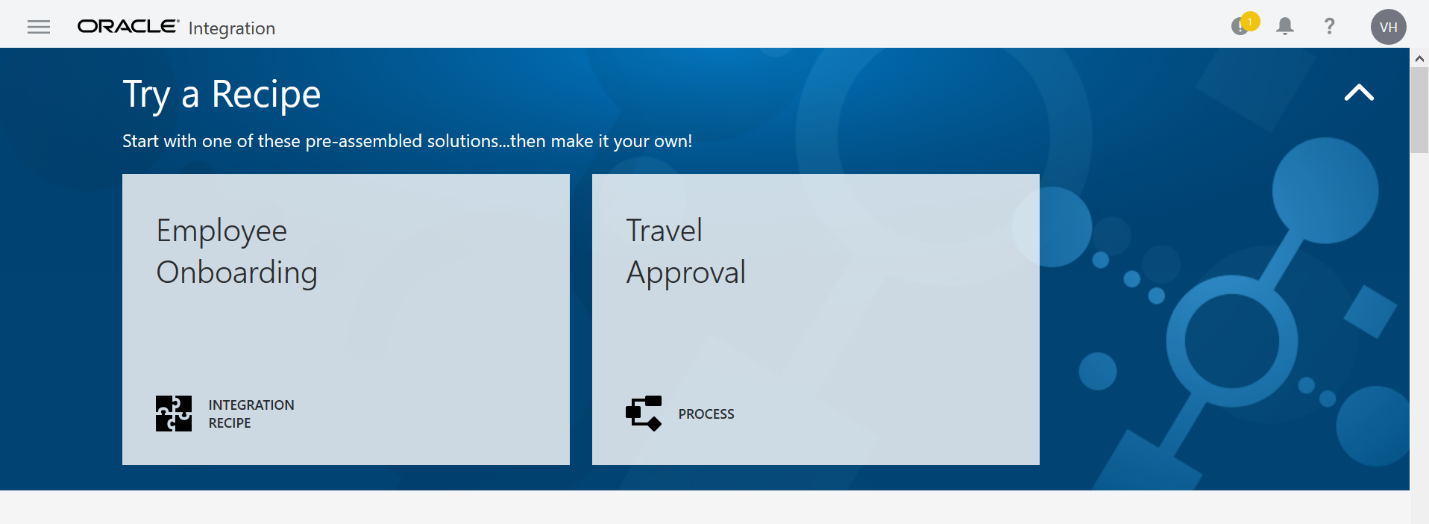 ORACLE Integration
1
?
VH
Try a Recipe
Start with one of these pre-assembled solutions...then make it your own!
Employee
Onboarding
INTEGRATION
RECIPE
Travel
Approval
PROCESS